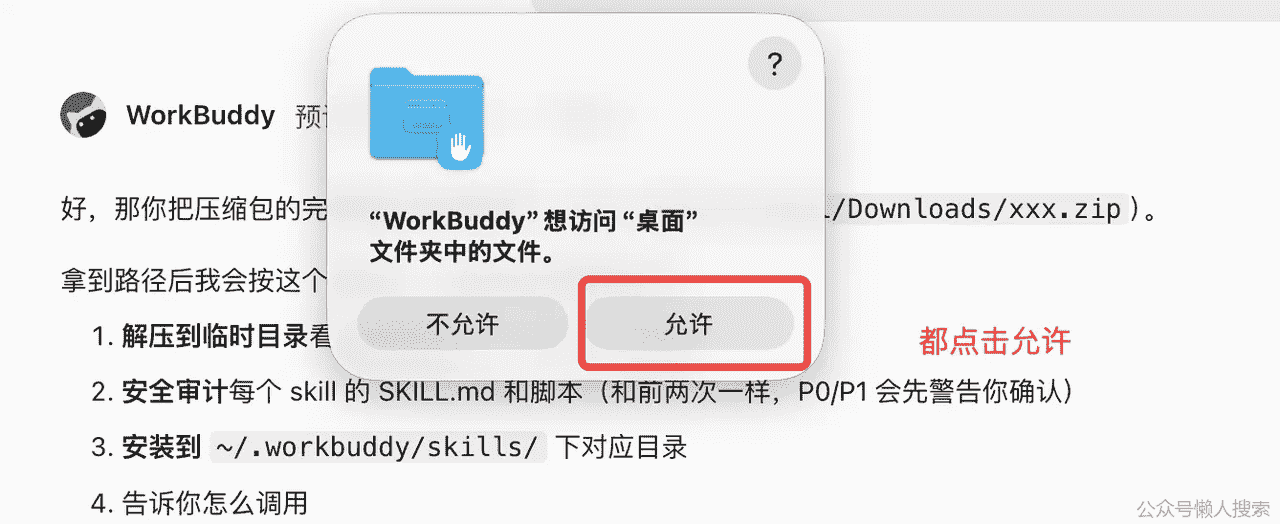 ?
WorkBuddy
“WorkBuddy” 想访问 “桌面”
文件夹中的文件。
不允许
允许
都点击允许
好，那你把压缩包的完
/Downloads/xxx.zip)。
拿到路径后我会按这个
1. 解压到临时目录看
2. 安全审计每个 skill 的 SKILL.md 和脚本（和前两次一样，P0/P1 会先警告你确认）
3. 安装到 ~/.workbuddy/skills/ 下对应目录
4. 告诉你怎么调用
公众号懒人搜索